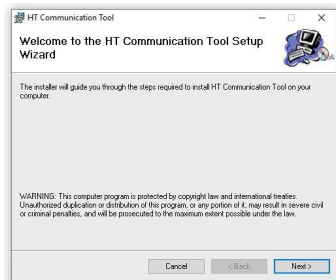 HT Communication Tool
Welcome to the HT Communication Tool Setup
Wizard
The installer will guide you through the steps required to install HT Communication Tool on your
computer.
WARNING: This computer program is protected by copyright law and international treaties.
Unauthorized duplication or distribution of this program, or any portion of it, may result in severe civil
or criminal penalties, and will be prosecuted to the maximum extent possible under the law.
Cancel
< Back
Next >